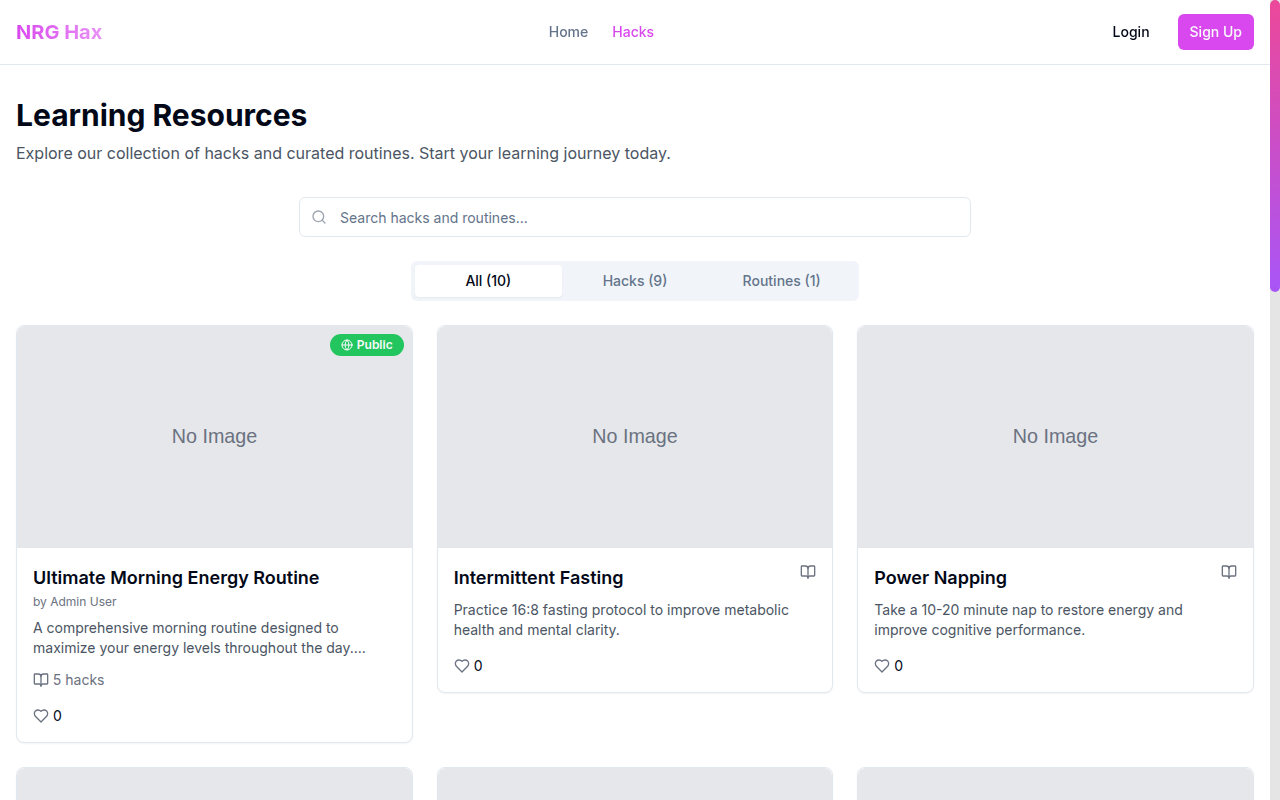 NRG Hax
Home
Hacks
Login
Sign Up
Learning Resources
Explore our collection of hacks and curated routines. Start your learning journey today.
Search hacks and routines...
All (10)
Hacks (9)
Routines (1)
Public
No Image
No Image
No Image
Ultimate Morning Energy Routine
by Admin User
A comprehensive morning routine designed to
maximize your energy levels throughout the day....
5 hacks
0
Intermittent Fasting
Practice 16:8 fasting protocol to improve metabolic
health and mental clarity.
0
Power Napping
Take a 10-20 minute nap to restore energy and
improve cognitive performance.
0